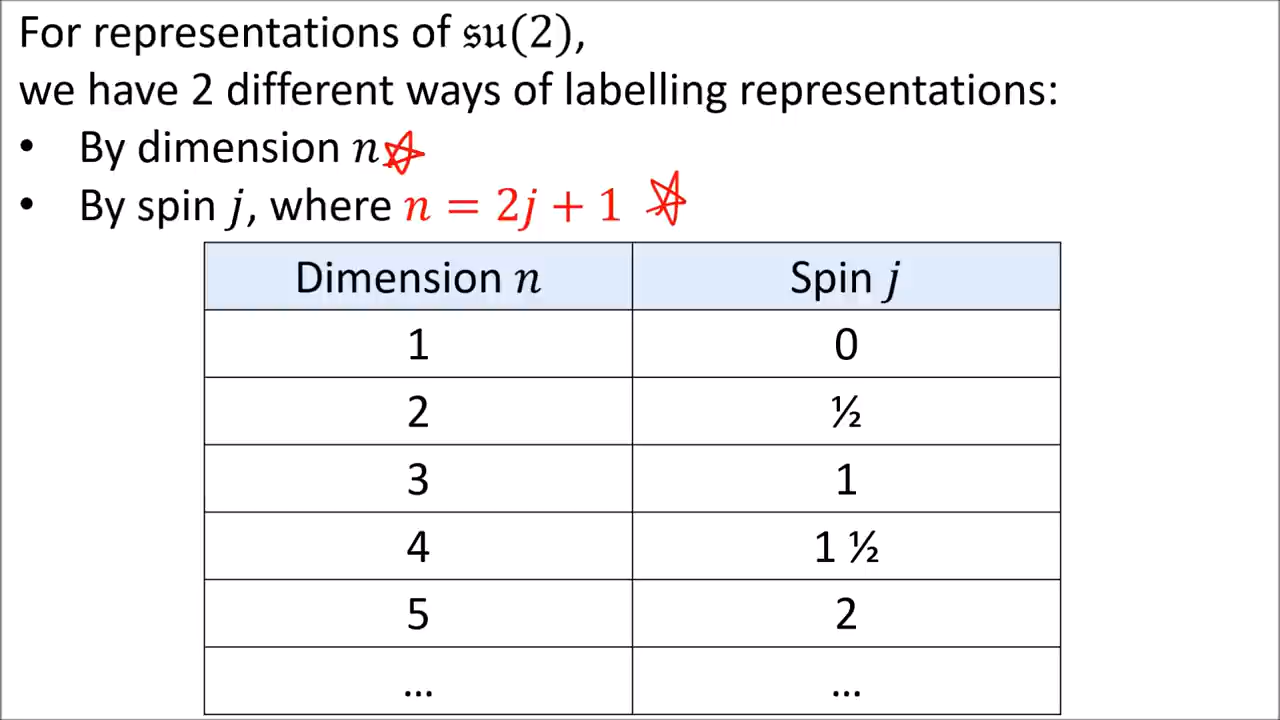 For representations of 𝔰𝔲(2),
we have 2 different ways of labelling representations:
• By dimension n
• By spin j, where n = 2j + 1
Dimension n Spin j
1 0
2 ½
3 1
4 1 ½
5 2
... ...